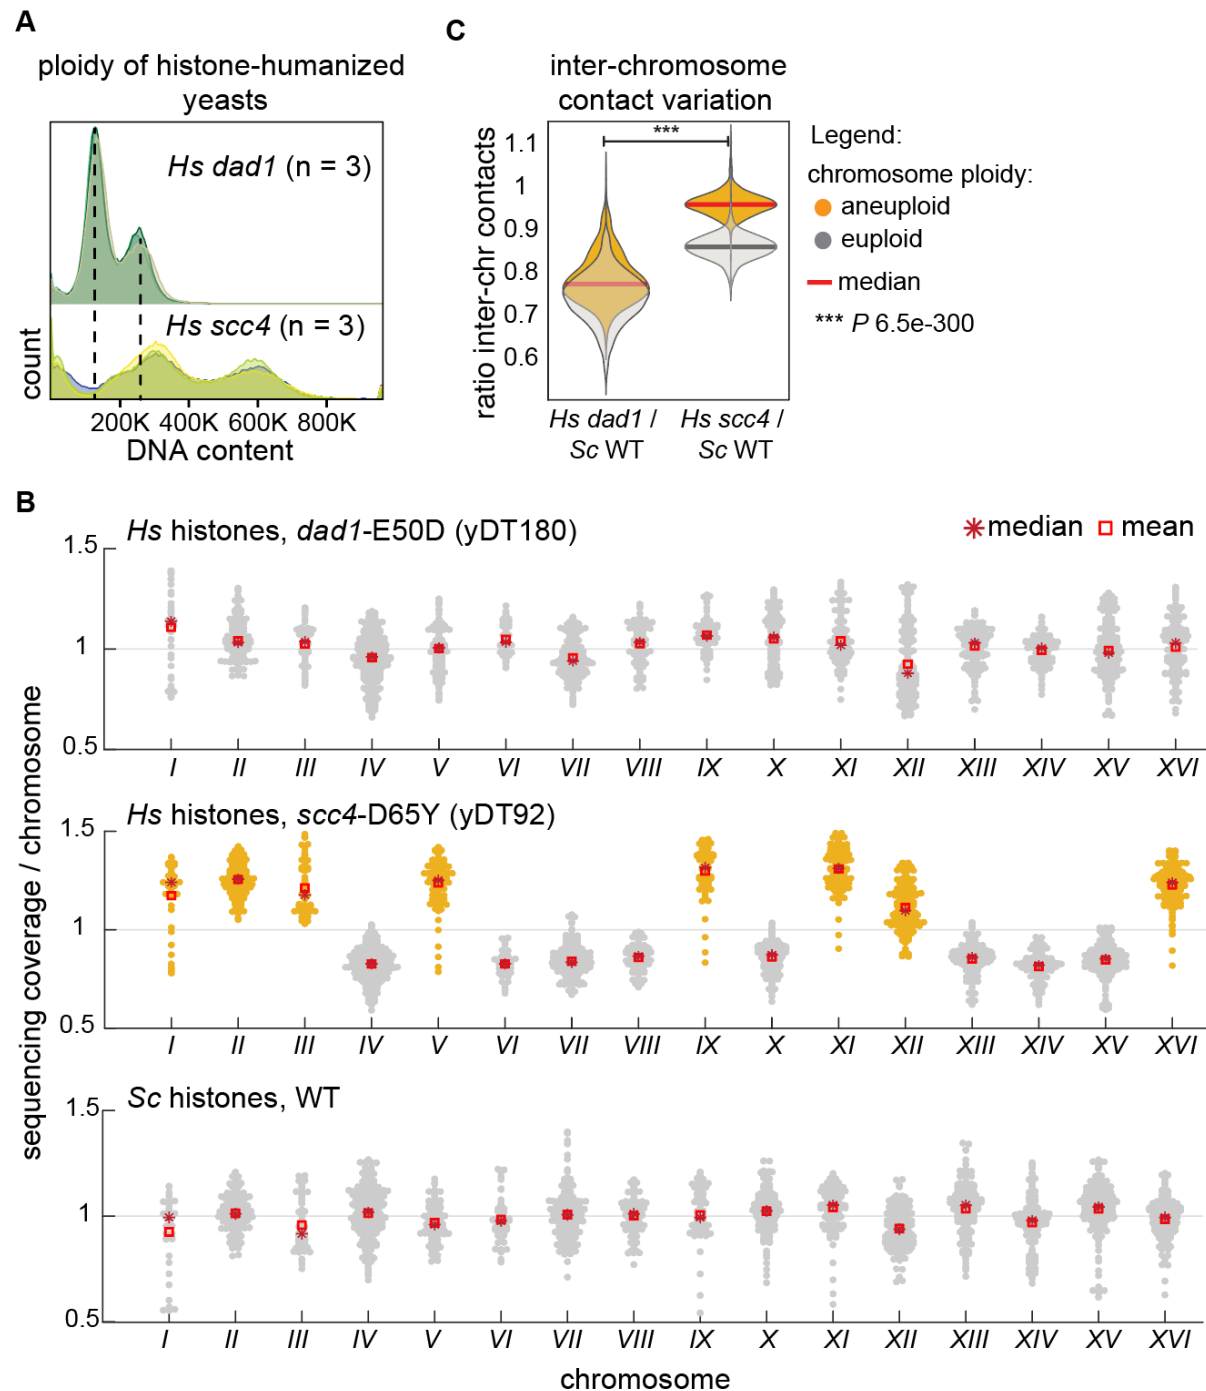 A
ploidy of histone-humanized
yeasts
Hs dad1 (n = 3)
Hs scc4 (n = 3)
count
200K 400K 600K 800K
DNA content
C
inter-chromosome
contact variation
ratio inter-chr contacts
1.1
1
0.9
0.8
0.7
0.6
***
Hs dad1 /
Sc WT
Hs scc4 /
Sc WT
Legend:
chromosome ploidy:
aneuploid
euploid
median
*** P 6.5e-300
B
sequencing coverage / chromosome
Hs histones, dad1-E50D (yDT180)
median mean
1.5
1
0.5
I II III IV V VI VII VIII IX X XI XII XIII XIV XV XVI
Hs histones, scc4-D65Y (yDT92)
1.5
1
0.5
I II III IV V VI VII VIII IX X XI XII XIII XIV XV XVI
Sc histones, WT
1.5
1
0.5
I II III IV V VI VII VIII IX X XI XII XIII XIV XV XVI
chromosome